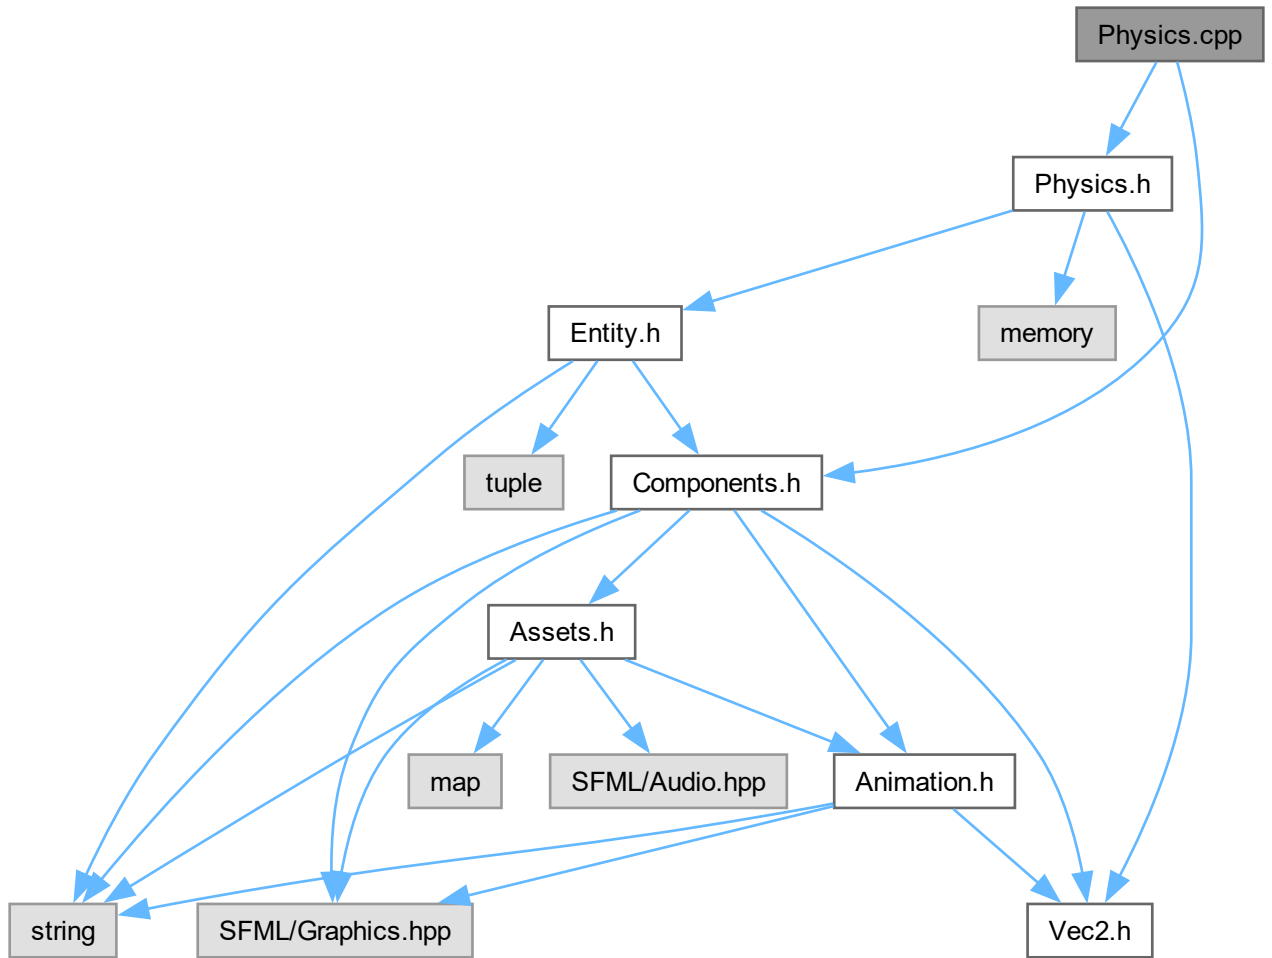 Physics.cpp
Physics.h
Entity.h
memory
tuple
Components.h
Assets.h
map
SFML/Audio.hpp
Animation.h
string
SFML/Graphics.hpp
Vec2.h